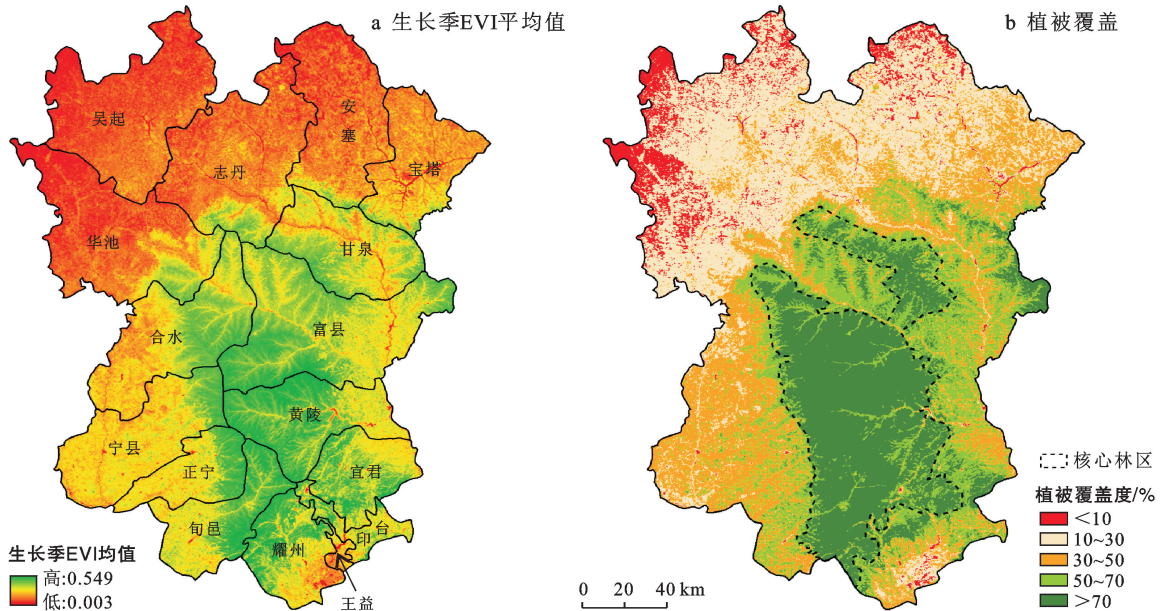 a 生长季EVI平均值
吴起
安塞
宝塔
志丹
华池
甘泉
合水
富县
黄陵
宁县
正宁
宜君
旬邑
耀州
印台
王益
生长季EVI均值
高:0.549
低:0.003
b 植被覆盖
核心林区
植被覆盖度/%
<10
10~30
30~50
50~70
>70
0 20 40 km